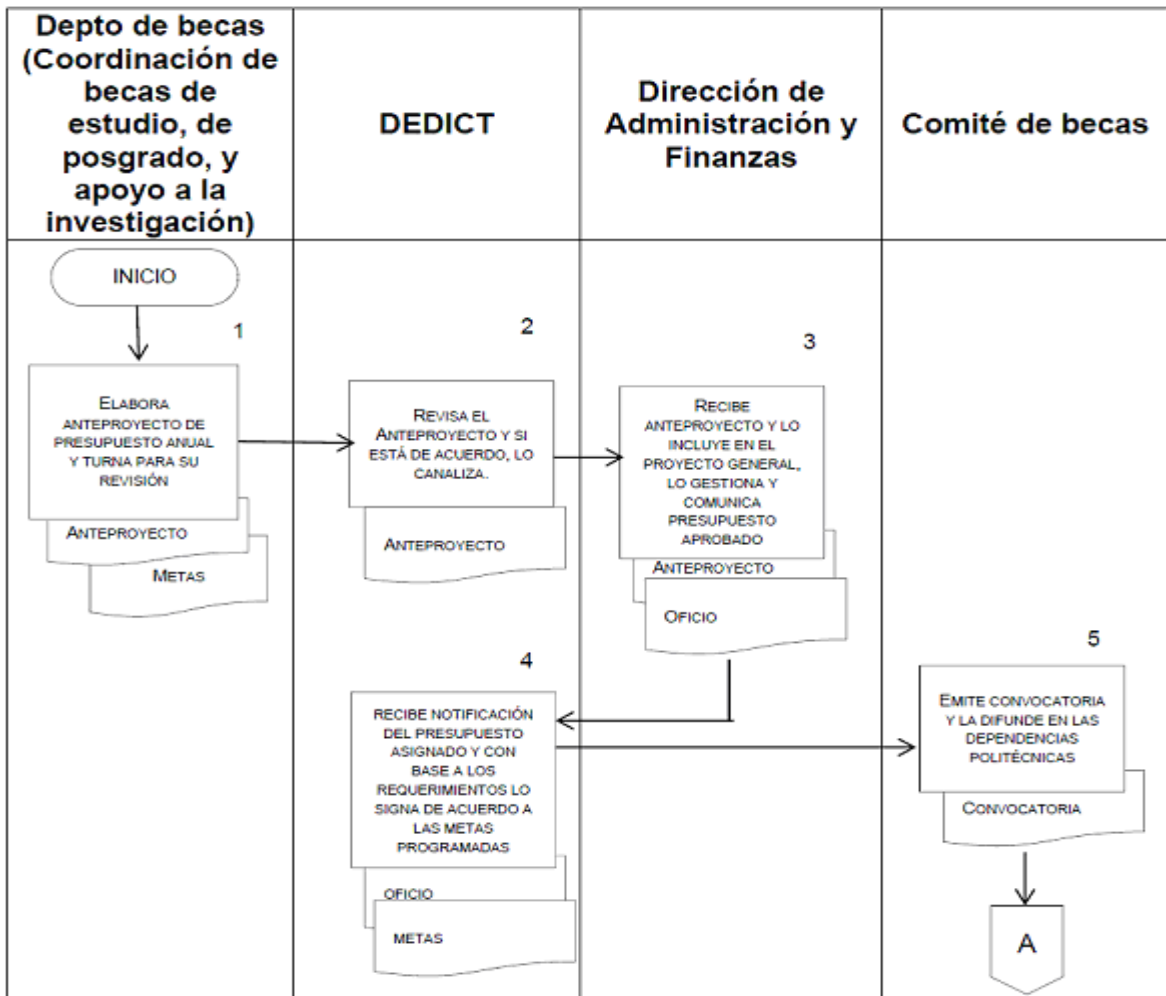 Depto de becas
(Coordinación de
becas de
estudio, de
posgrado, y
apoyo a la
investigación)
DEDICT
Dirección de
Administración y
Finanzas
Comité de becas
INICIO
1
ELABORA
ANTEPROYECTO DE
PRESUPUESTO ANUAL
Y TURNA PARA SU
REVISIÓN
ANTEPROYECTO
METAS
2
REVISA EL
ANTEPROYECTO Y SI
ESTÁ DE ACUERDO, LO
CANALIZA.
ANTEPROYECTO
3
RECIBE
ANTEPROYECTO Y LO
INCLUYE EN EL
PROYECTO GENERAL,
LO GESTIONA Y
COMUNICA
PRESUPUESTO
APROBADO
ANTEPROYECTO
OFICIO
4
RECIBE NOTIFICACIÓN
DEL PRESUPUESTO
ASIGNADO Y CON
BASE A LOS
REQUERIMIENTOS LO
SIGNA DE ACUERDO A
LAS METAS
PROGRAMADAS
OFICIO
METAS
5
EMITE CONVOCATORIA
Y LA DIFUNDE EN LAS
DEPENDENCIAS
POLITÉCNICAS
CONVOCATORIA
A